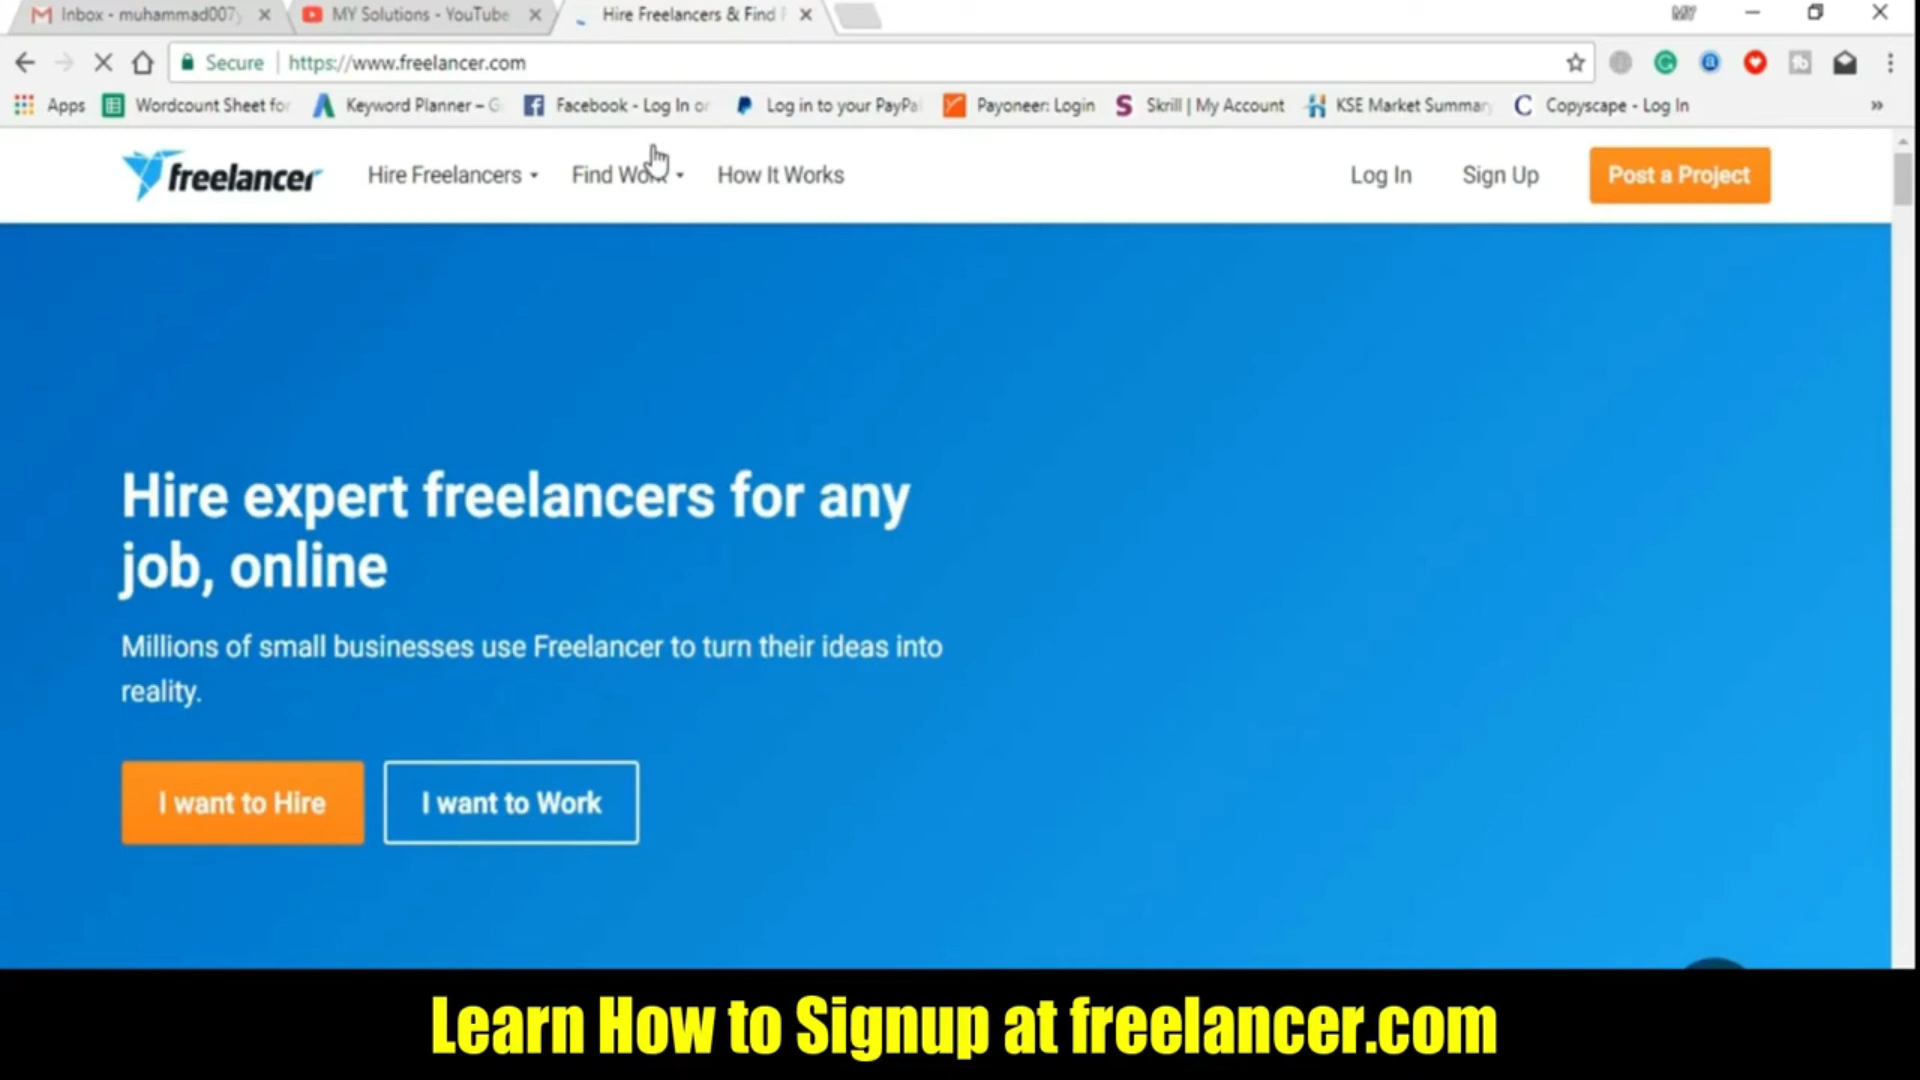 Inbox - muhammad007
MY Solutions - YouTube
Hire Freelancers & Find
MY
Secure
https://www.freelancer.com
Apps
Wordcount Sheet for
Keyword Planner – G
Facebook - Log In or
Log in to your PayPa
Payoneer: Login
Skrill | My Account
KSE Market Summar
Copyscape - Log In
»
freelancer
Hire Freelancers
Find Work
How It Works
Log In
Sign Up
Post a Project
Hire expert freelancers for any
job, online
Millions of small businesses use Freelancer to turn their ideas into
reality.
I want to Hire
I want to Work
Learn How to Signup at freelancer.com